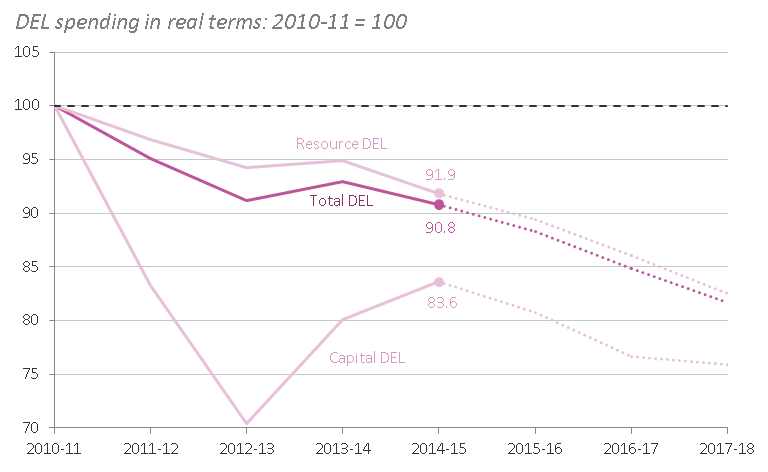 DEL spending in real terms: 2010-11 = 100
105
100
95
90
85
80
75
70
Resource DEL
91.9
Total DEL
90.8
83.6
Capital DEL
2010-11 2011-12 2012-13 2013-14 2014-15 2015-16 2016-17 2017-18